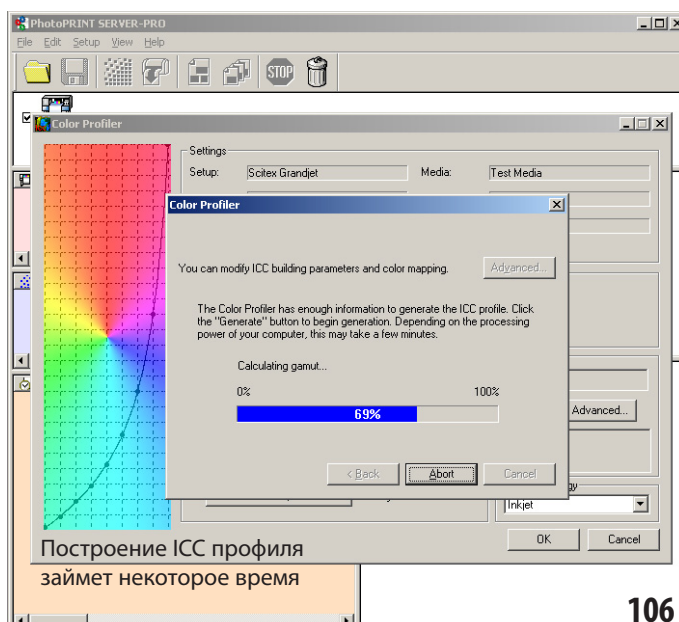 PhotoPRINT SERVER-PRO
File Edit Setup View Help
STOP
Color Profiler
Settings
Setup: Scitex Grandjet Media: Test Media
Color Profiler
You can modify ICC building parameters and color mapping. Advanced...
The Color Profiler has enough information to generate the ICC profile. Click
the "Generate" button to begin generation. Depending on the processing
power of your computer, this may take a few minutes.
Calculating gamut...
0% 100%
69%
Advanced...
< Back Abort Cancel
Inkjet
OK Cancel
Построение ICC профиля
займет некоторое время
106